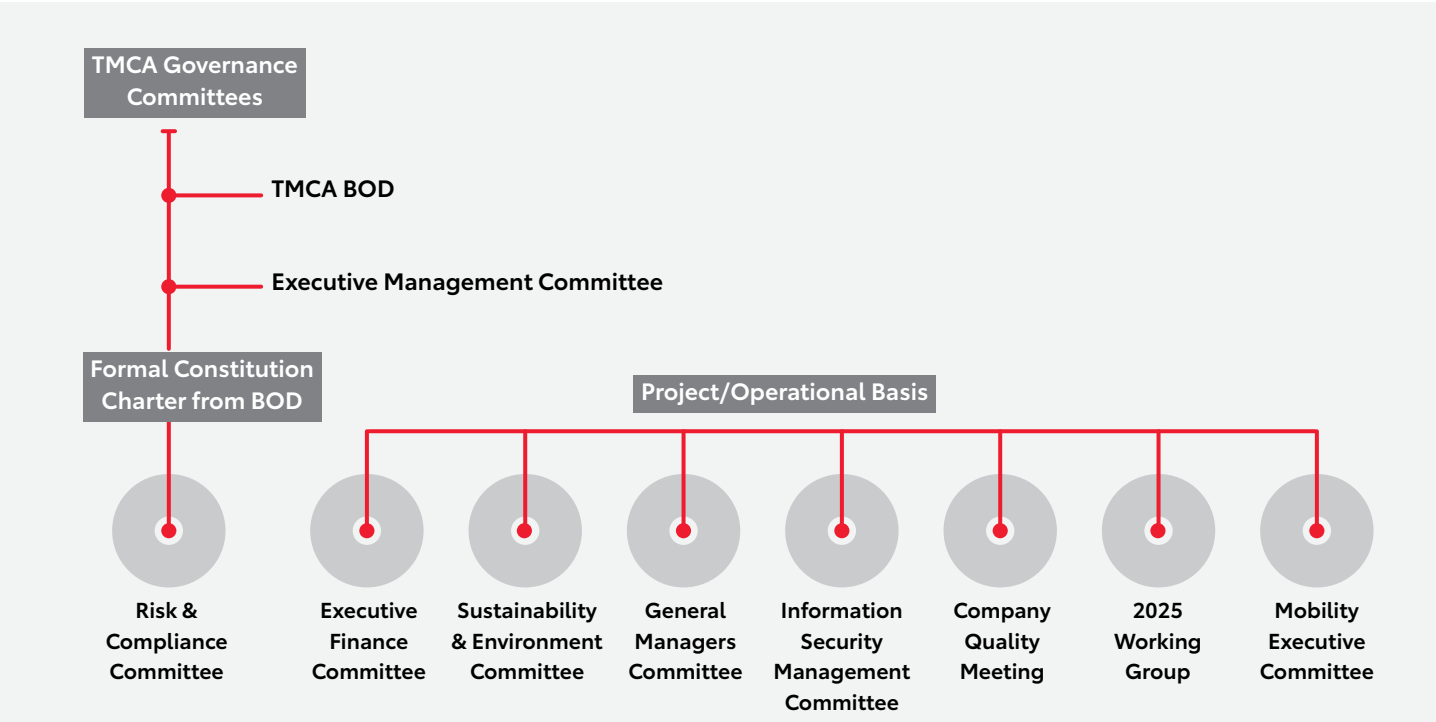 TMCA Governance
Committees
TMCA BOD
Executive Management Committee
Formal Constitution
Charter from BOD
Project/Operational Basis
Risk &
Compliance
Committee
Executive
Finance
Committee
Sustainability
& Environment
Committee
General
Managers
Committee
Information
Security
Management
Committee
Company
Quality
Meeting
2025
Working
Group
Mobility
Executive
Committee